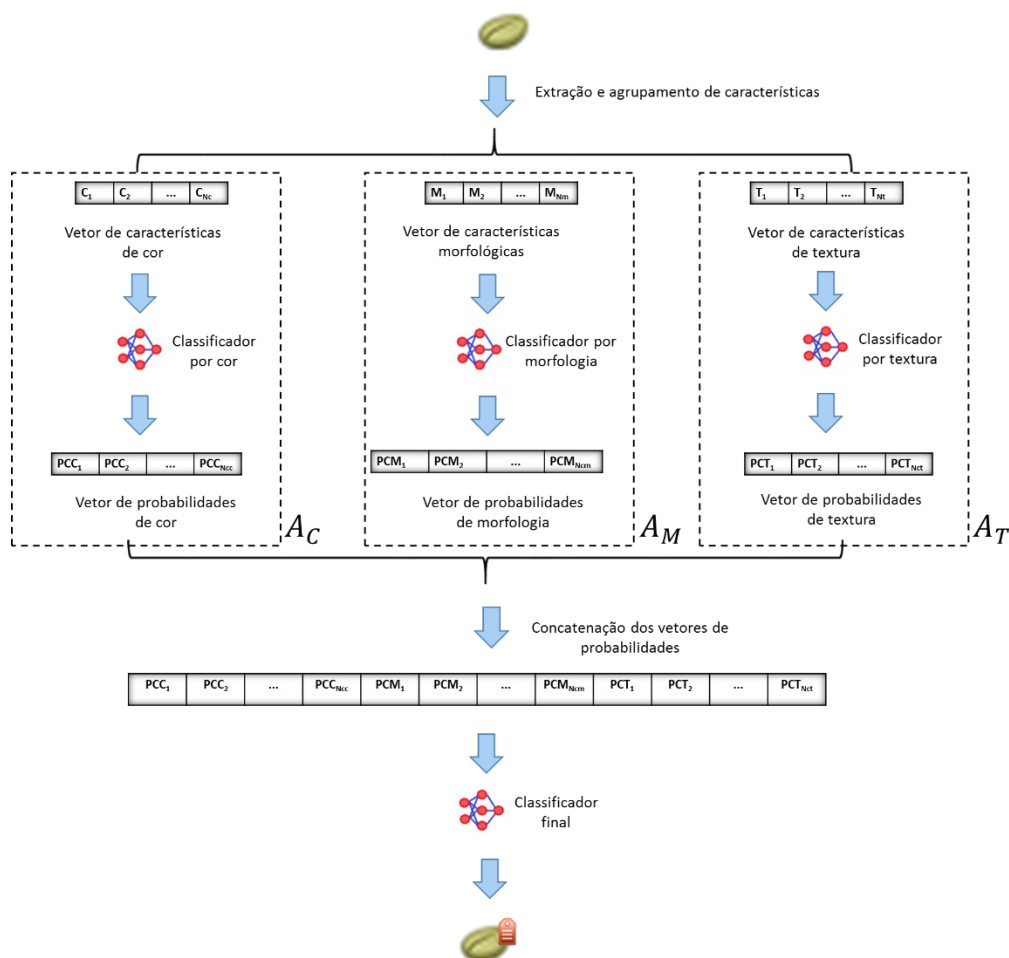 Extração e agrupamento de características
C1 C2 ... CNc
Vetor de características
de cor
Classificador
por cor
PCC1 PCC2 ... PCCNcc
Vetor de probabilidades
de cor
AC
M1 M2 ... MNm
Vetor de características
morfológicas
Classificador por
morfologia
PCM1 PCM2 ... PCMNcm
Vetor de probabilidades
de morfologia
AM
T1 T2 ... TNt
Vetor de características
de textura
Classificador
por textura
PCT1 PCT2 ... PCTNct
Vetor de probabilidades
de textura
AT
Concatenação dos vetores de
probabilidades
PCC1 PCC2 ... PCCNcc PCM1 PCM2 ... PCMNcm PCT1 PCT2 ... PCTNct
Classificador
final